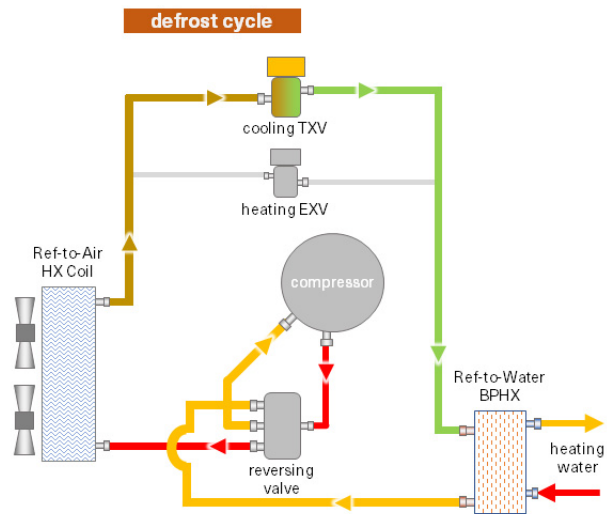 defrost cycle
cooling TXV
heating EXV
Ref-to-Air
HX Coil
compressor
Ref-to-Water
BPHX
heating
water
reversing
valve